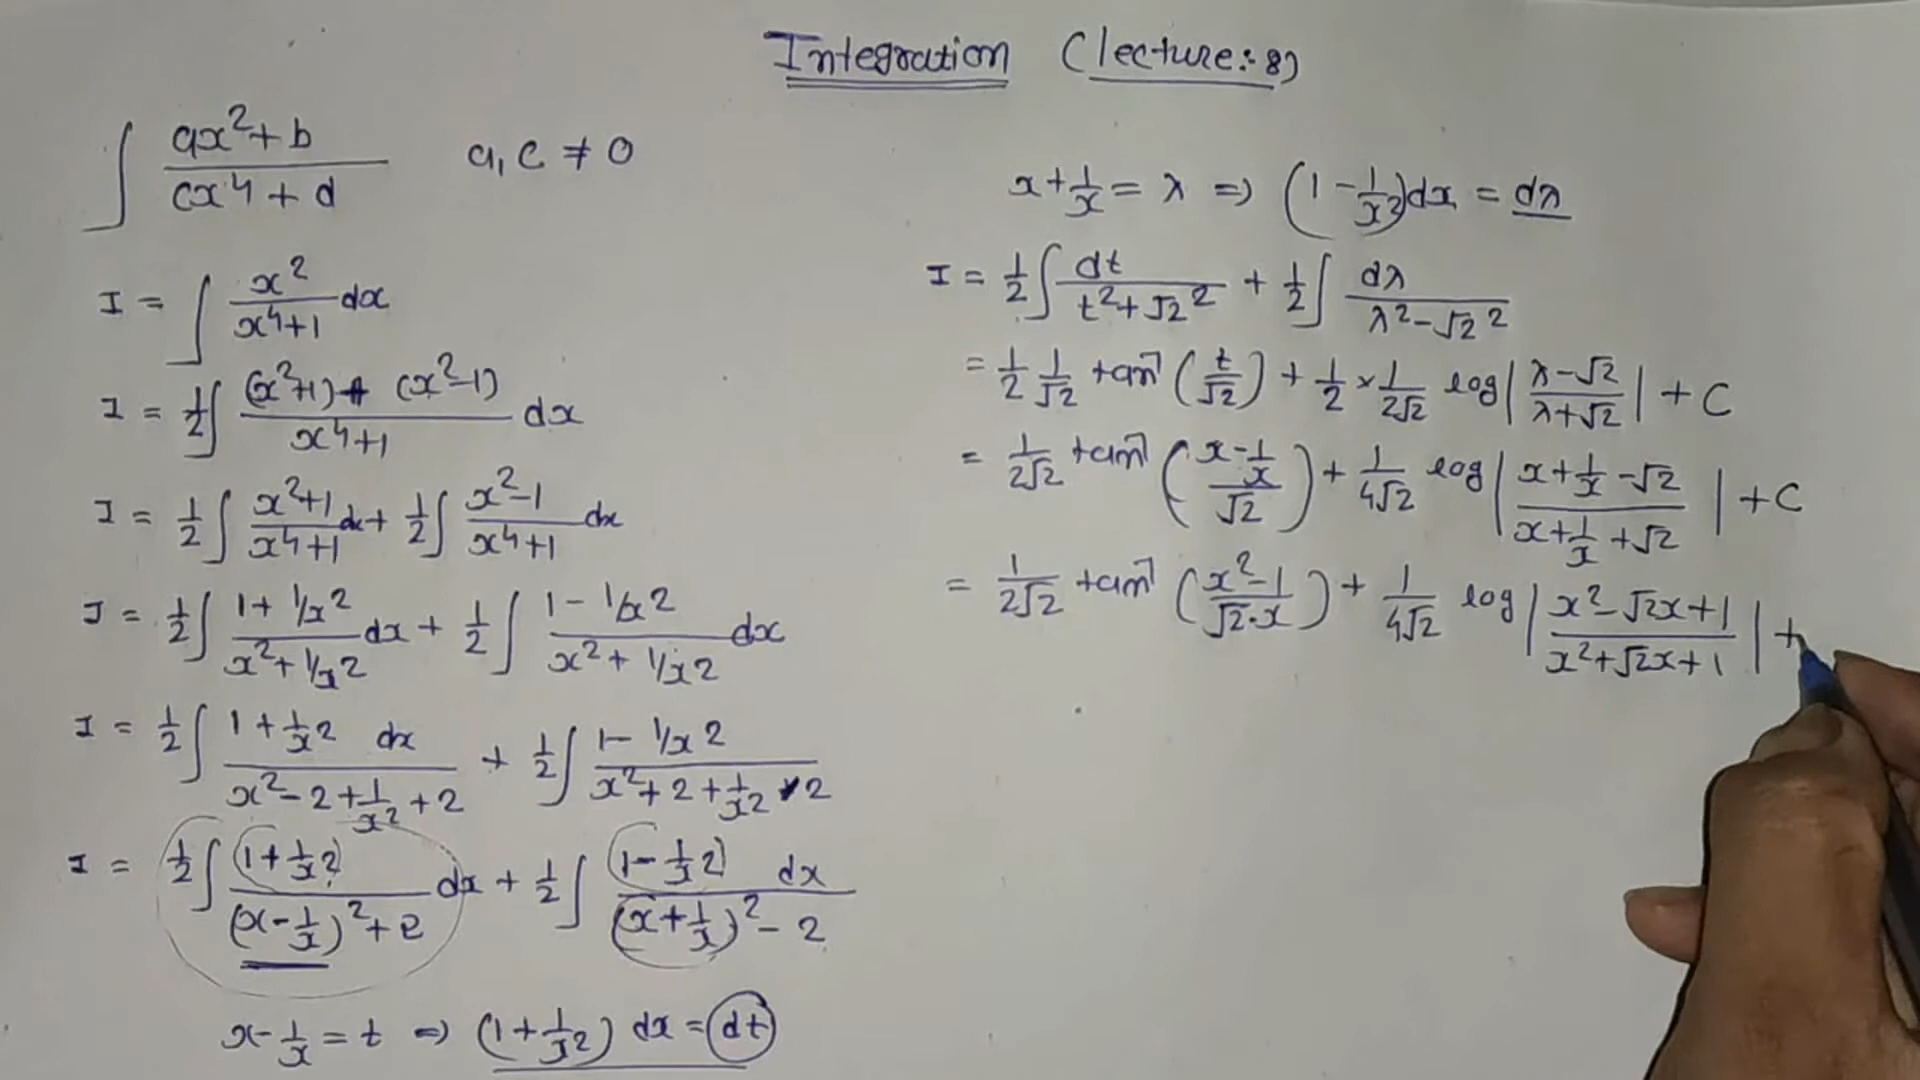 Integration (lecture:-8)
∫ (ax²+b)/(cx⁴+d)   a, c ≠ 0
I = ∫ x²/(x⁴+1) dx
I = 1/2 ∫ ((x²+1) + (x²-1))/(x⁴+1) dx
I = 1/2 ∫ (x²+1)/(x⁴+1) dx + 1/2 ∫ (x²-1)/(x⁴+1) dx
I = 1/2 ∫ (1+1/x²)/(x²+1/x²) dx + 1/2 ∫ (1-1/x²)/(x²+1/x²) dx
I = 1/2 ∫ (1+1/x² dx)/(x²-2+1/x²+2) + 1/2 ∫ (1-1/x²)/(x²+2+1/x²-2)
I = 1/2 ∫ (1+1/x²)/((x-1/x)²+2) dx + 1/2 ∫ ((1-1/x²) dx)/((x+1/x)²-2)
x-1/x = t ⇒ (1+1/x²) dx = dt
x+1/x = λ ⇒ (1-1/x²)dx = dλ
I = 1/2 ∫ dt/(t²+√2²) + 1/2 ∫ dλ/(λ²-√2²)
= 1/2 1/√2 tan⁻¹(t/√2) + 1/2 × 1/2√2 log|(λ-√2)/(λ+√2)| + C
= 1/2√2 tan⁻¹((x-1/x)/√2) + 1/4√2 log|(x+1/x-√2)/(x+1/x+√2)| + C
= 1/2√2 tan⁻¹((x²-1)/(√2·x)) + 1/4√2 log|(x²-√2x+1)/(x²+√2x+1)| +